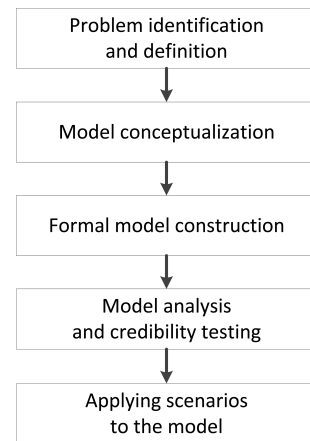 Problem identification
and definition
Model conceptualization
Formal model construction
Model analysis
and credibility testing
Applying scenarios
to the model